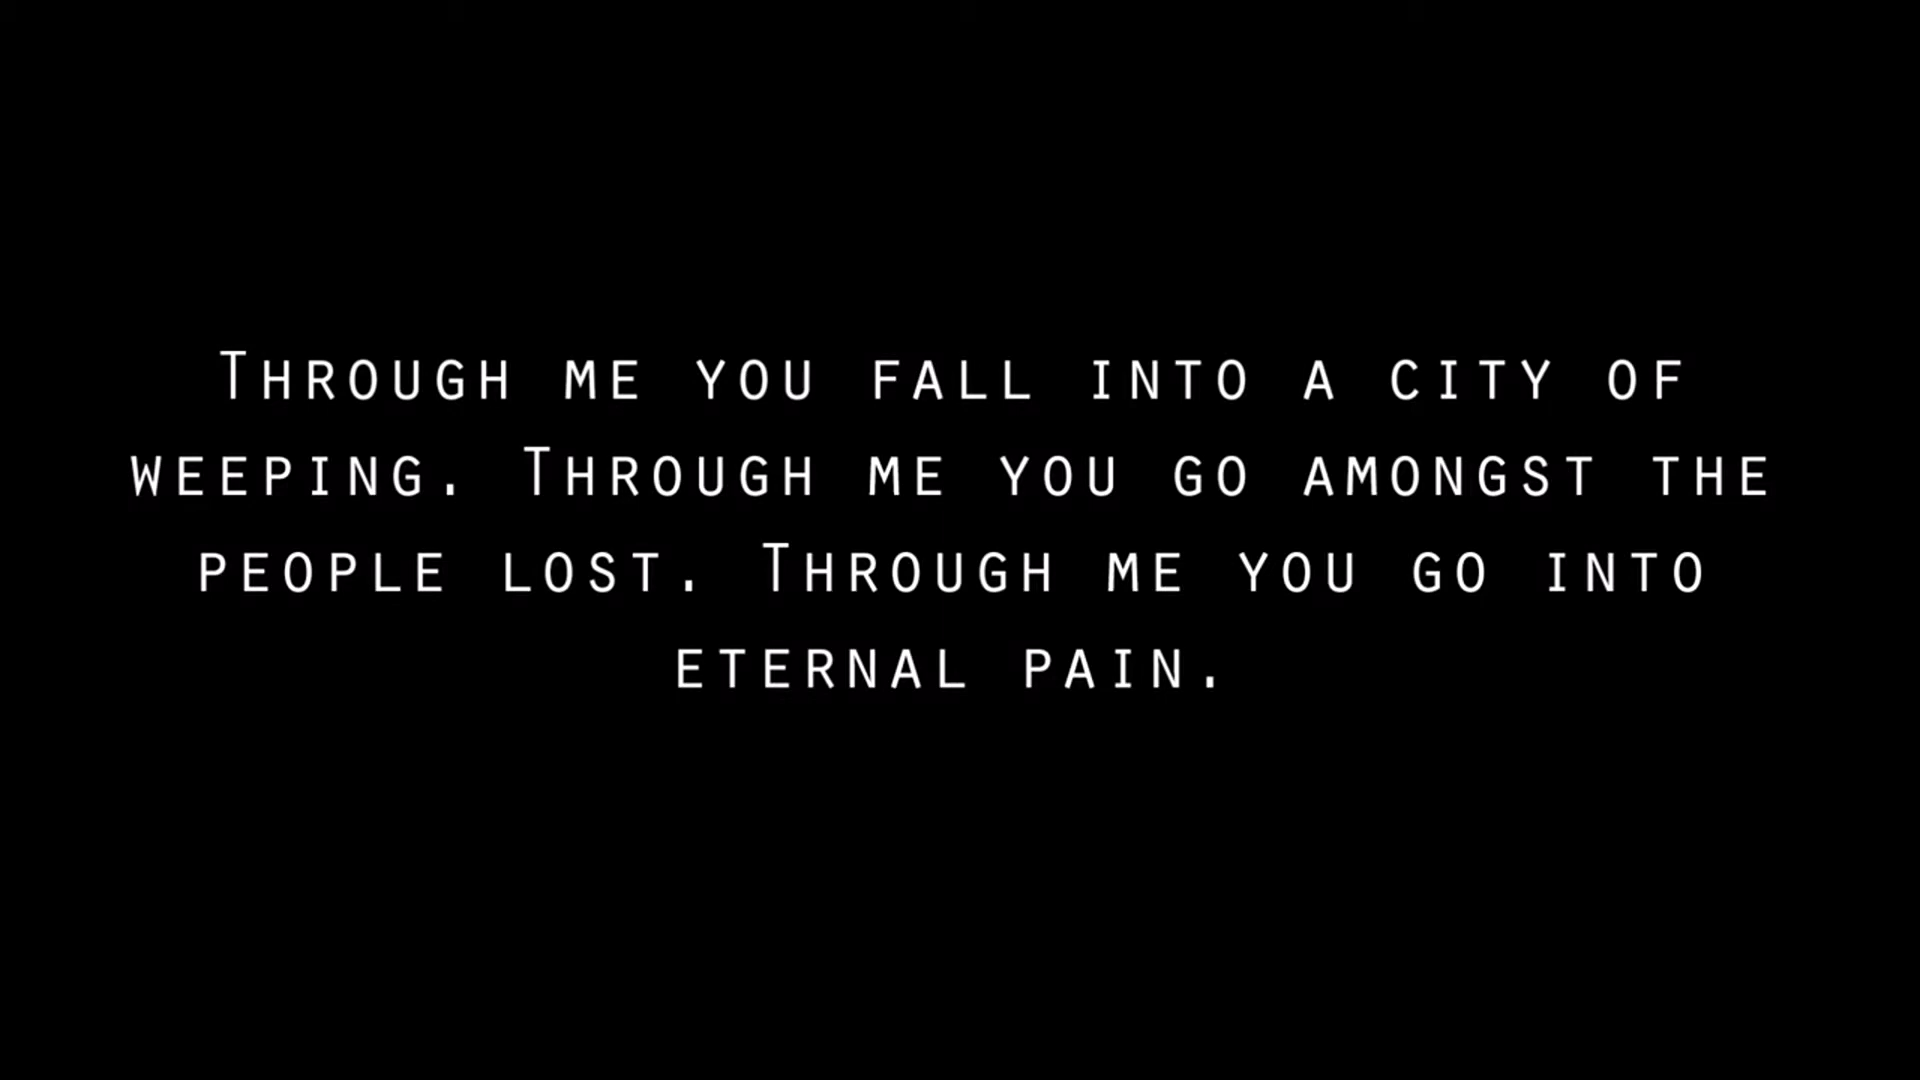 Through me you fall into a city of
weeping. Through me you go amongst the
people lost. Through me you go into
eternal pain.